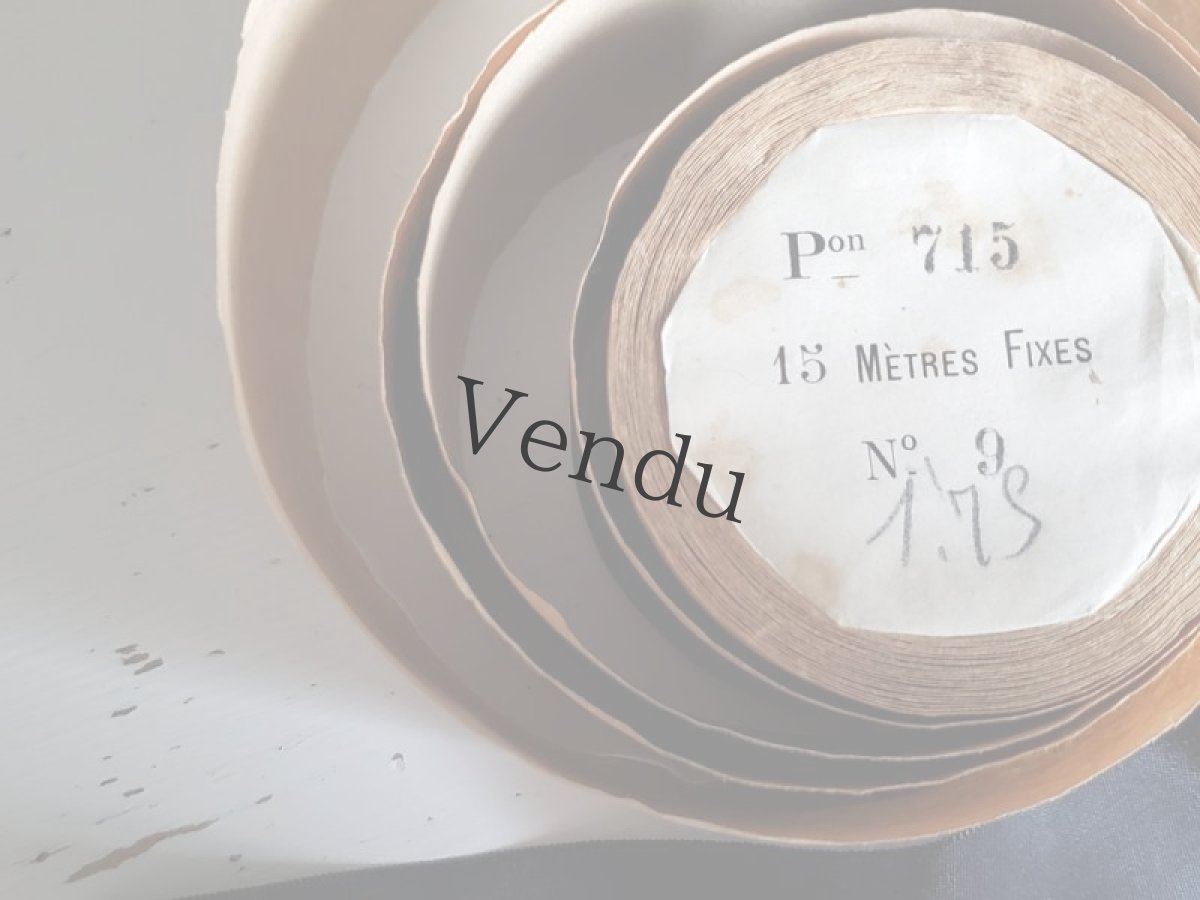 Pon 715
15 MÈTRES FIXES
No 9
1.75
Vendu